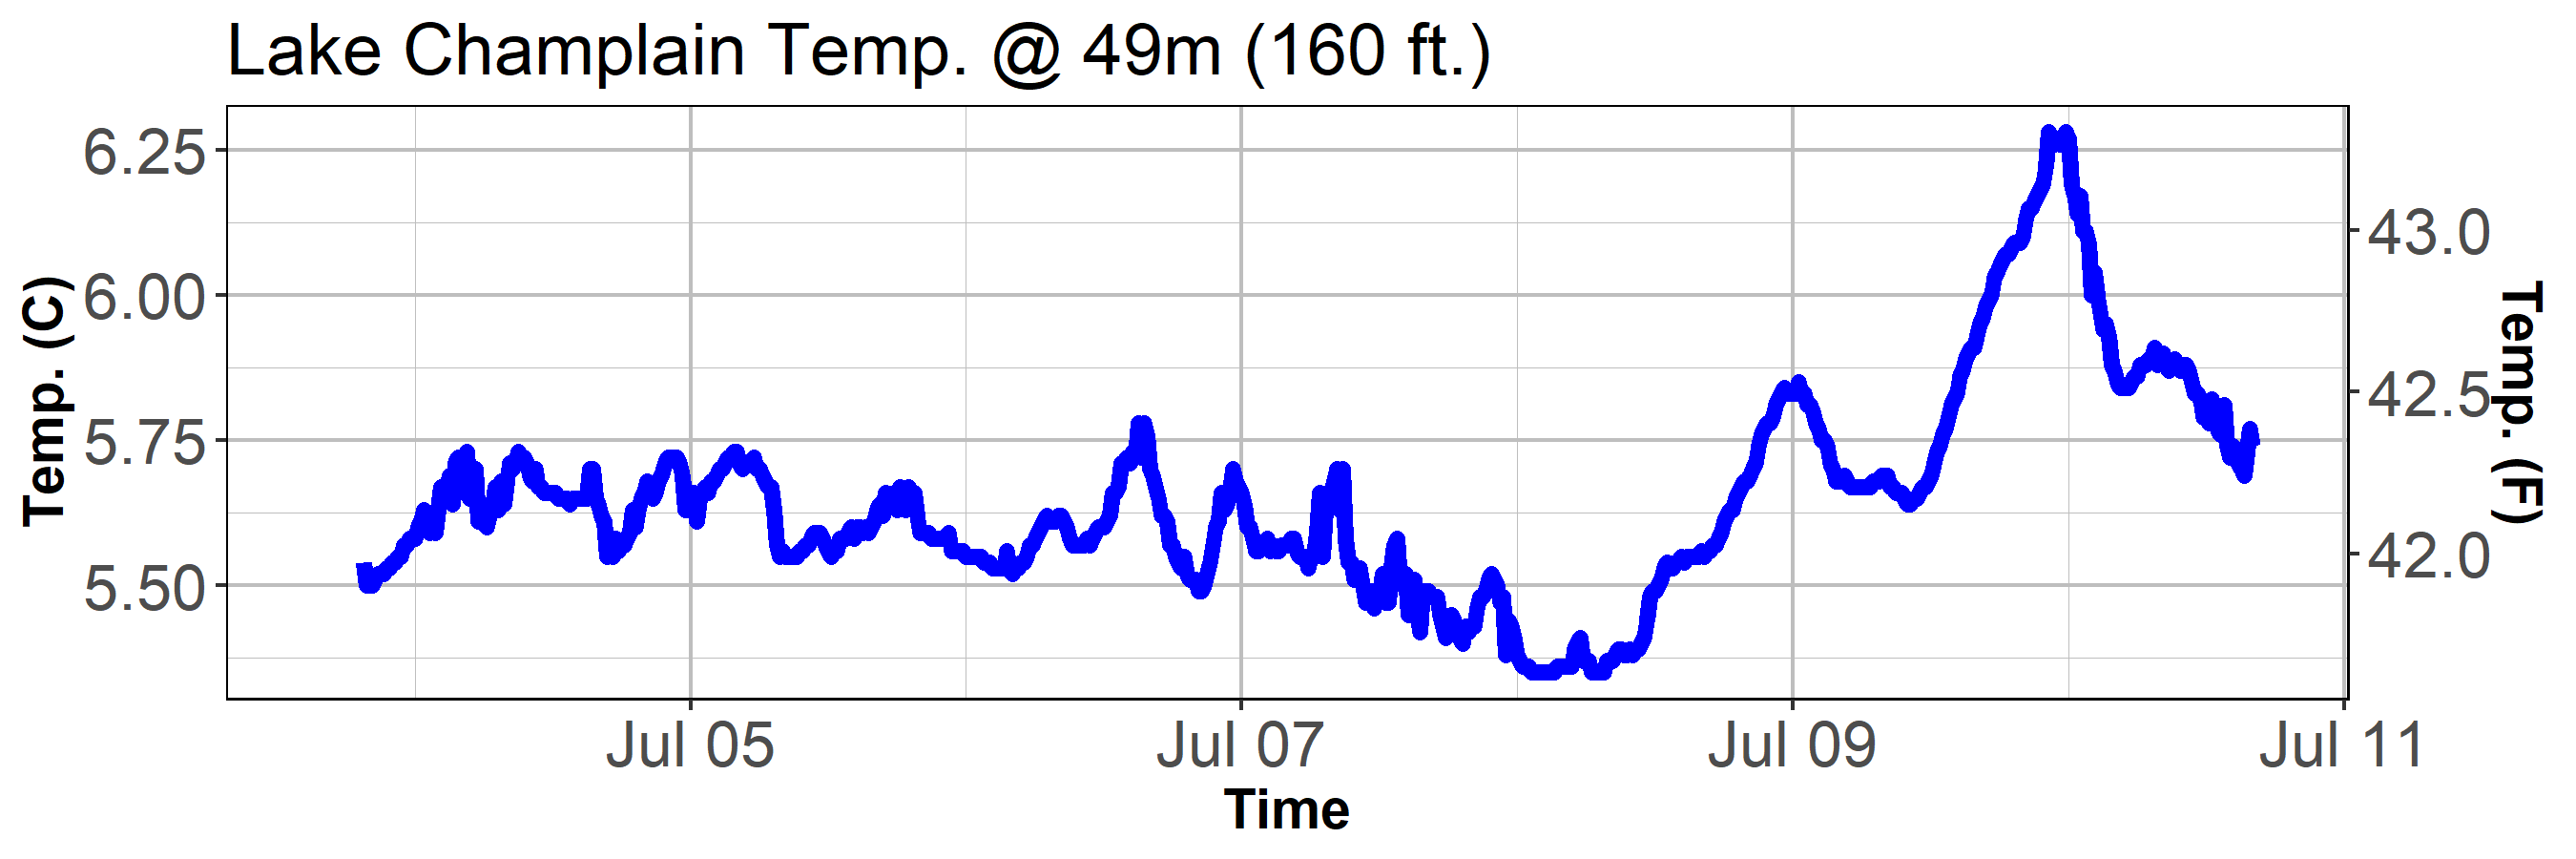 Lake Champlain Temp. @ 49m (160 ft.)
Temp. (C)
6.25
6.00
5.75
5.50
43.0
42.5
42.0
Temp. (F)
Jul 05 Jul 07 Jul 09 Jul 11
Time